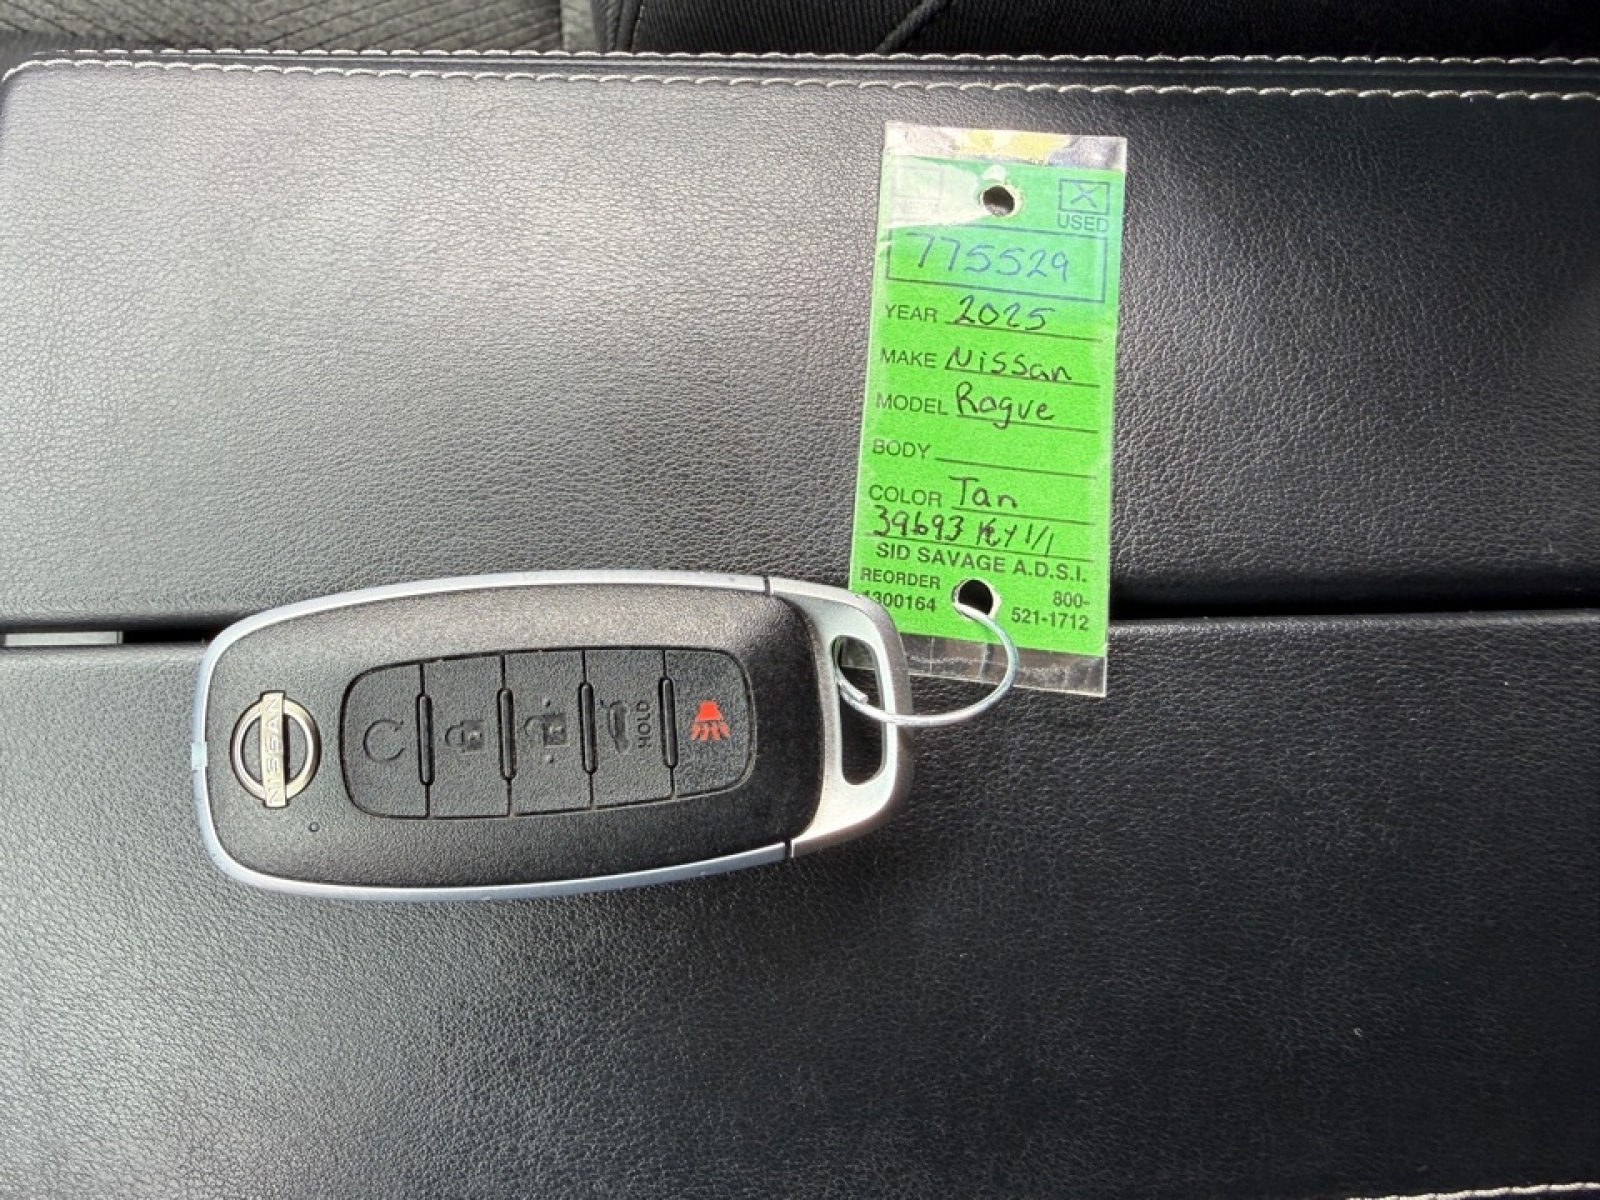 X
USED
775529
YEAR 2025
MAKE Nissan
MODEL Rogue
BODY
COLOR Tan
39693 Key 1/1
SID SAVAGE A.D.S.I.
REORDER 800-
1300164 521-1712
NISSAN
HOLD